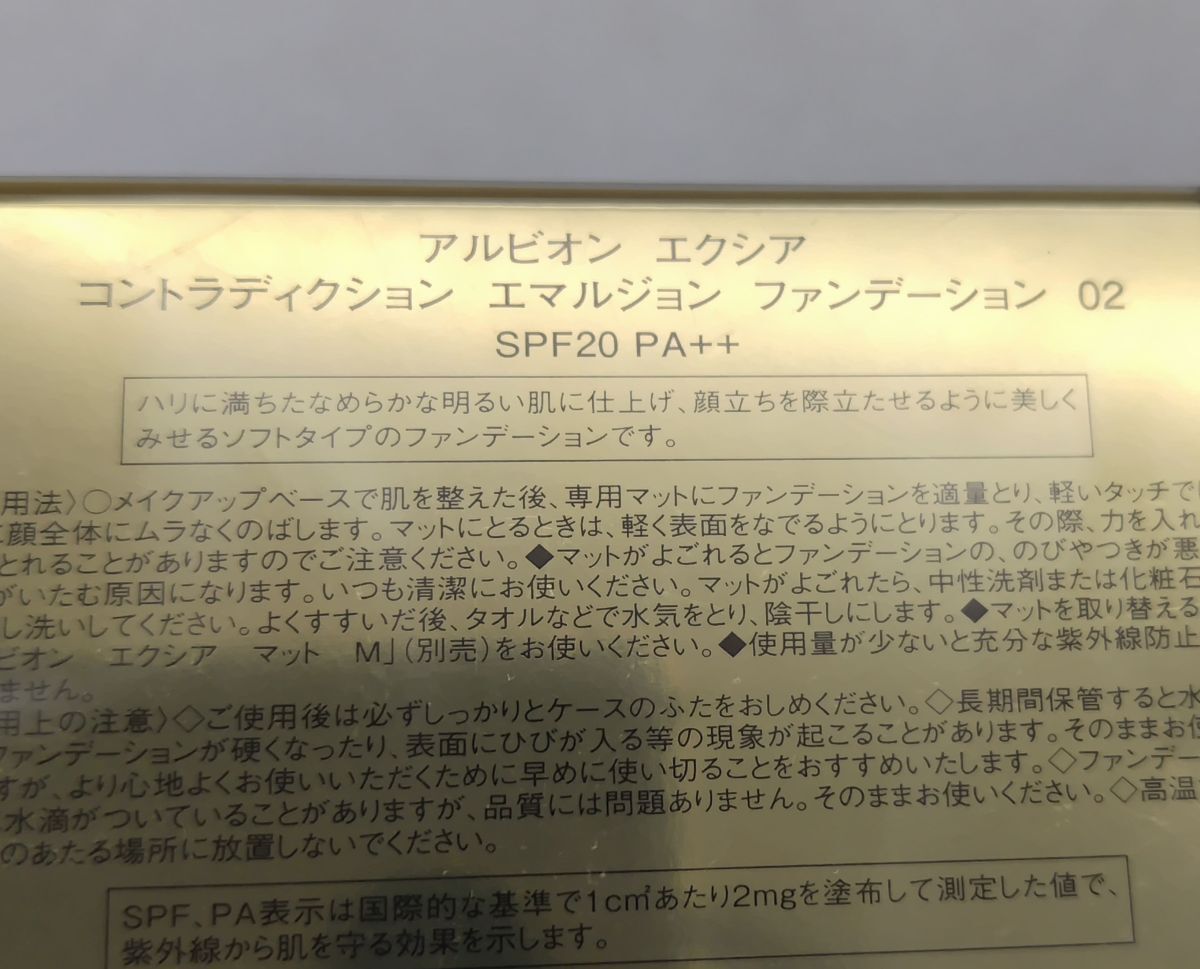 アルビオン エクシア
コントラディクション エマルジョン ファンデーション 02
SPF20 PA++
ハリに満ちたなめらかな明るい肌に仕上げ、顔立ちを際立たせるように美しく
みせるソフトタイプのファンデーションです。
用法〉○メイクアップベースで肌を整えた後、専用マットにファンデーションを適量とり、軽いタッチで
顔全体にムラなくのばします。マットにとるときは、軽く表面をなでるようにとります。その際、力を入れ
とれることがありますのでご注意ください。◆マットがよごれるとファンデーションの、のびやつきが悪
がいたむ原因になります。いつも清潔にお使いください。マットがよごれたら、中性洗剤または化粧石
し洗いしてください。よくすすいだ後、タオルなどで水気をとり、陰干しにします。◆マットを取り替える
ビオン エクシア マット M」(別売)をお使いください。◆使用量が少ないと充分な紫外線防止
ません。
用上の注意〉◇ご使用後は必ずしっかりとケースのふたをおしめください。◇長期間保管すると水
ファンデーションが硬くなったり、表面にひびが入る等の現象が起こることがあります。そのままお使
すが、より心地よくお使いいただくために早めに使い切ることをおすすめいたします。◇ファンデー
水滴がついていることがありますが、品質には問題ありません。そのままお使いください。◇高温
のあたる場所に放置しないでください。
SPF、PA表示は国際的な基準で1c㎡あたり2mgを塗布して測定した値で、
紫外線から肌を守る効果を示します。